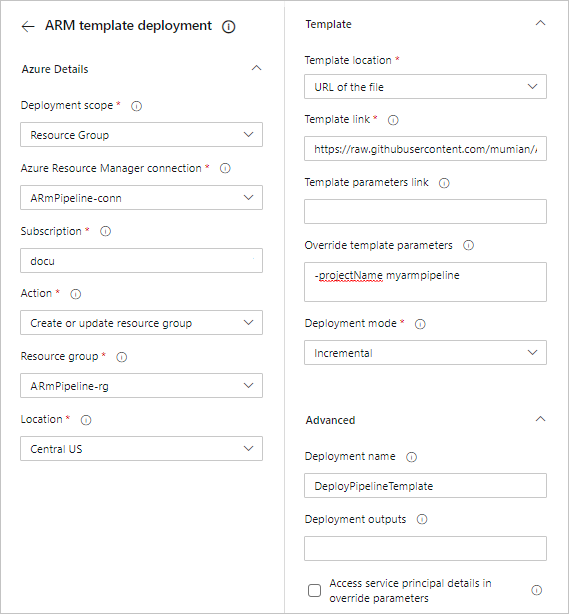 ARM template deployment
Azure Details
Deployment scope *
Resource Group
Azure Resource Manager connection *
ARmPipeline-conn
Subscription *
docu
Action *
Create or update resource group
Resource group *
ARmPipeline-rg
Location *
Central US
Template
Template location *
URL of the file
Template link *
https://raw.githubusercontent.com/mumian/
Template parameters link
Override template parameters
-projectName myarmpipeline
Deployment mode *
Incremental
Advanced
Deployment name
DeployPipelineTemplate
Deployment outputs
Access service principal details in
override parameters